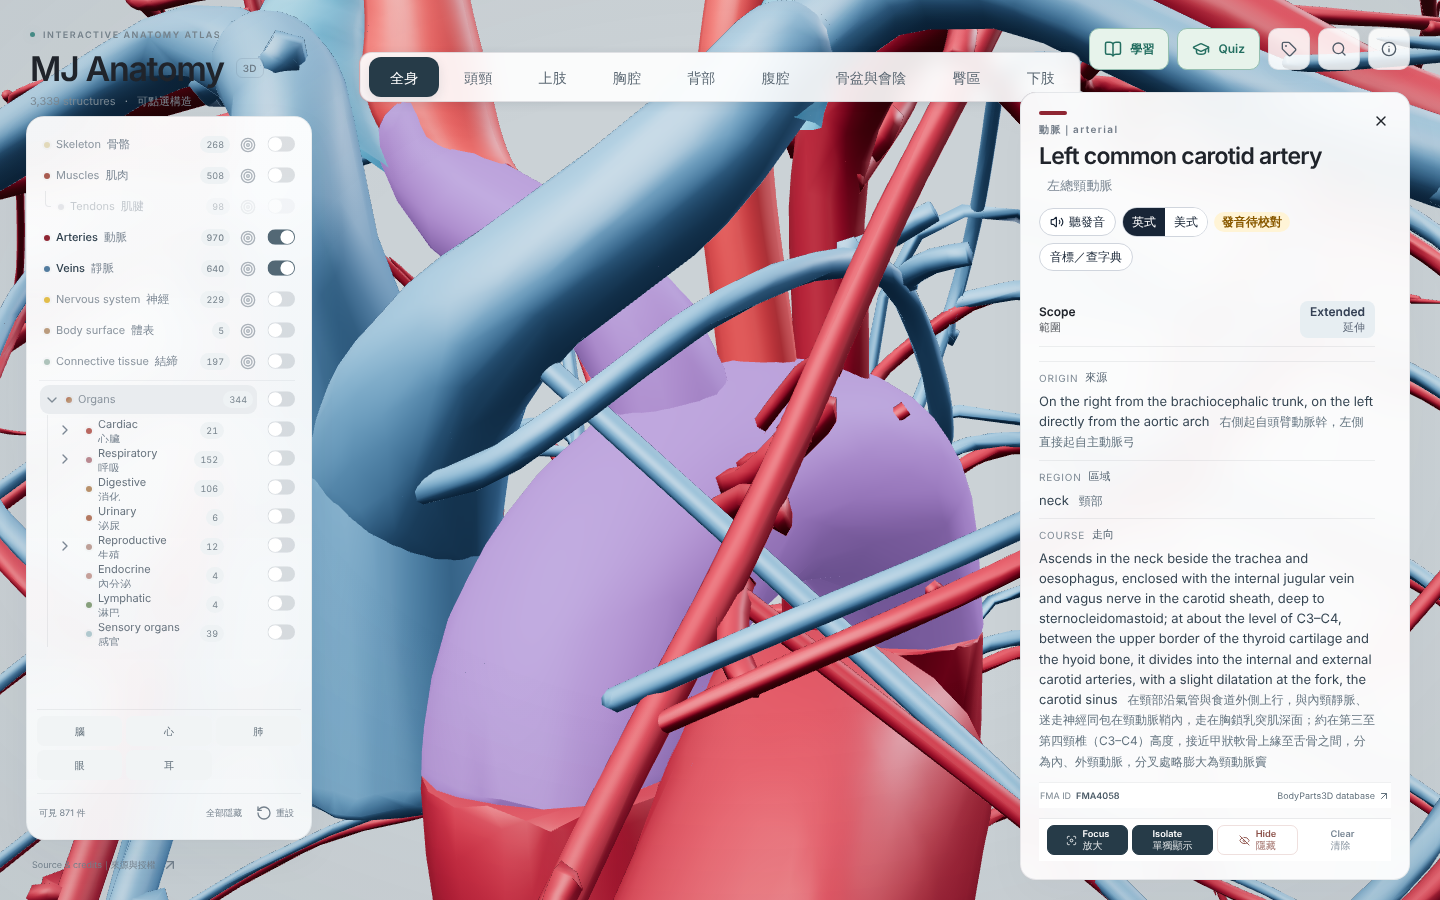 INTERACTIVE ANATOMY ATLAS
MJ Anatomy 3D
structures · 可點選構造
全身 頭頸 上肢 胸腔 背部 腹腔 骨盆與會陰 臀區 下肢
學習 Quiz
Skeleton 骨骼 268
Muscles 肌肉 508
Tendons 肌腱 98
Arteries 動脈 970
Veins 靜脈 640
Nervous system 神經 229
Body surface 體表 5
Connective tissue 結締 197
Organs 344
Cardiac 21
心臟
Respiratory 152
呼吸
Digestive 106
消化
Urinary 6
泌尿
Reproductive 12
生殖
Endocrine 4
內分泌
Lymphatic 4
淋巴
Sensory organs 39
感官
腦 心 肺
眼 耳
可見 871 件 全部隱藏 重設
動脈 | arterial
Left common carotid artery
左總頸動脈
聽發音 英式 美式 發音待校對
音標／查字典
Scope Extended
範圍 延伸
ORIGIN 來源
On the right from the brachiocephalic trunk, on the left
directly from the aortic arch 右側起自頭臂動脈幹，左側
直接起自主動脈弓
REGION 區域
neck 頸部
COURSE 走向
Ascends in the neck beside the trachea and
oesophagus, enclosed with the internal jugular vein
and vagus nerve in the carotid sheath, deep to
sternocleidomastoid; at about the level of C3–C4,
between the upper border of the thyroid cartilage and
the hyoid bone, it divides into the internal and external
carotid arteries, with a slight dilatation at the fork, the
carotid sinus 在頸部沿氣管與食道外側上行，與內頸靜脈、
迷走神經同包在頸動脈鞘內，走在胸鎖乳突肌深面；約在第三至
第四頸椎（C3–C4）高度，接近甲狀軟骨上緣至舌骨之間，分
為內、外頸動脈，分叉處略膨大為頸動脈竇
FMA ID FMA4058 BodyParts3D database
Focus Isolate Hide Clear
放大 單獨顯示 隱藏 清除